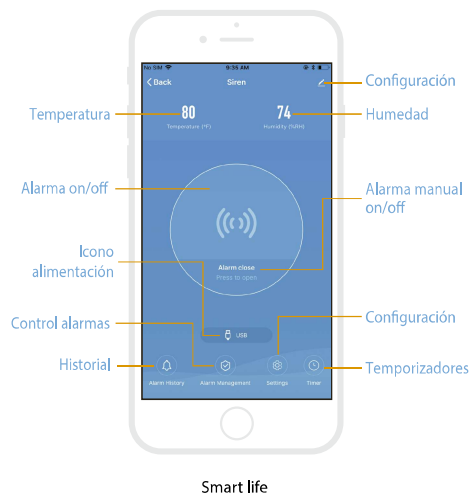 No SIM
9:35 AM
Back
Siren
Configuración
Temperatura
80
Temperature (°F)
74
Humidity (%RH)
Humedad
Alarma on/off
Alarma manual
on/off
Alarm close
Press to open
Icono
alimentación
USB
Control alarmas
Configuración
Historial
Temporizadores
Alarm History
Alarm Management
Settings
Timer
Smart life